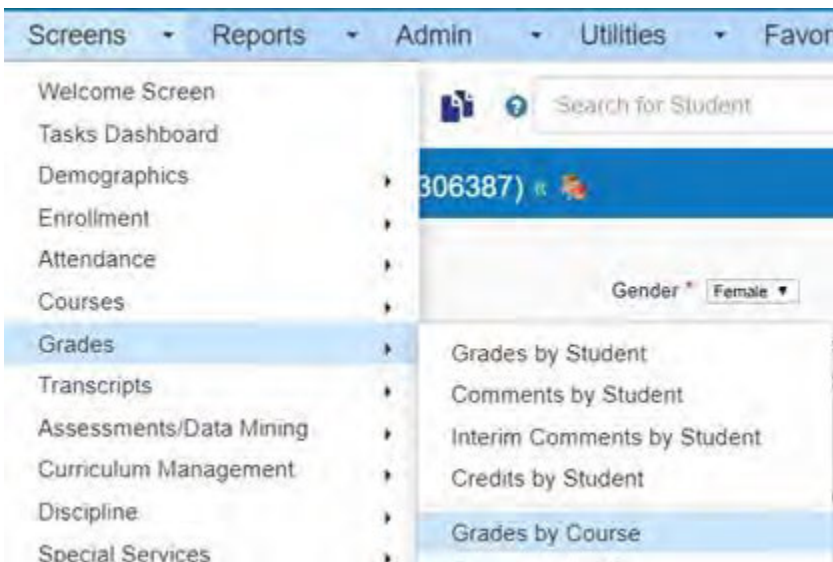 Screens Reports Admin Utilities Favor
Welcome Screen
Tasks Dashboard
Search for Student
Demographics
306387) «
Enrollment
Attendance
Courses
Gender * Female
Grades
Grades by Student
Transcripts
Comments by Student
Assessments/Data Mining
Interim Comments by Student
Curriculum Management
Credits by Student
Discipline
Grades by Course
Special Services